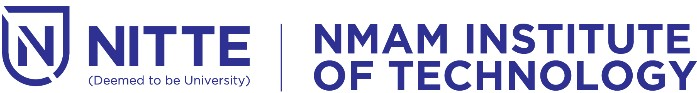 N NITTE
(Deemed to be University)
NMAM INSTITUTE
OF TECHNOLOGY